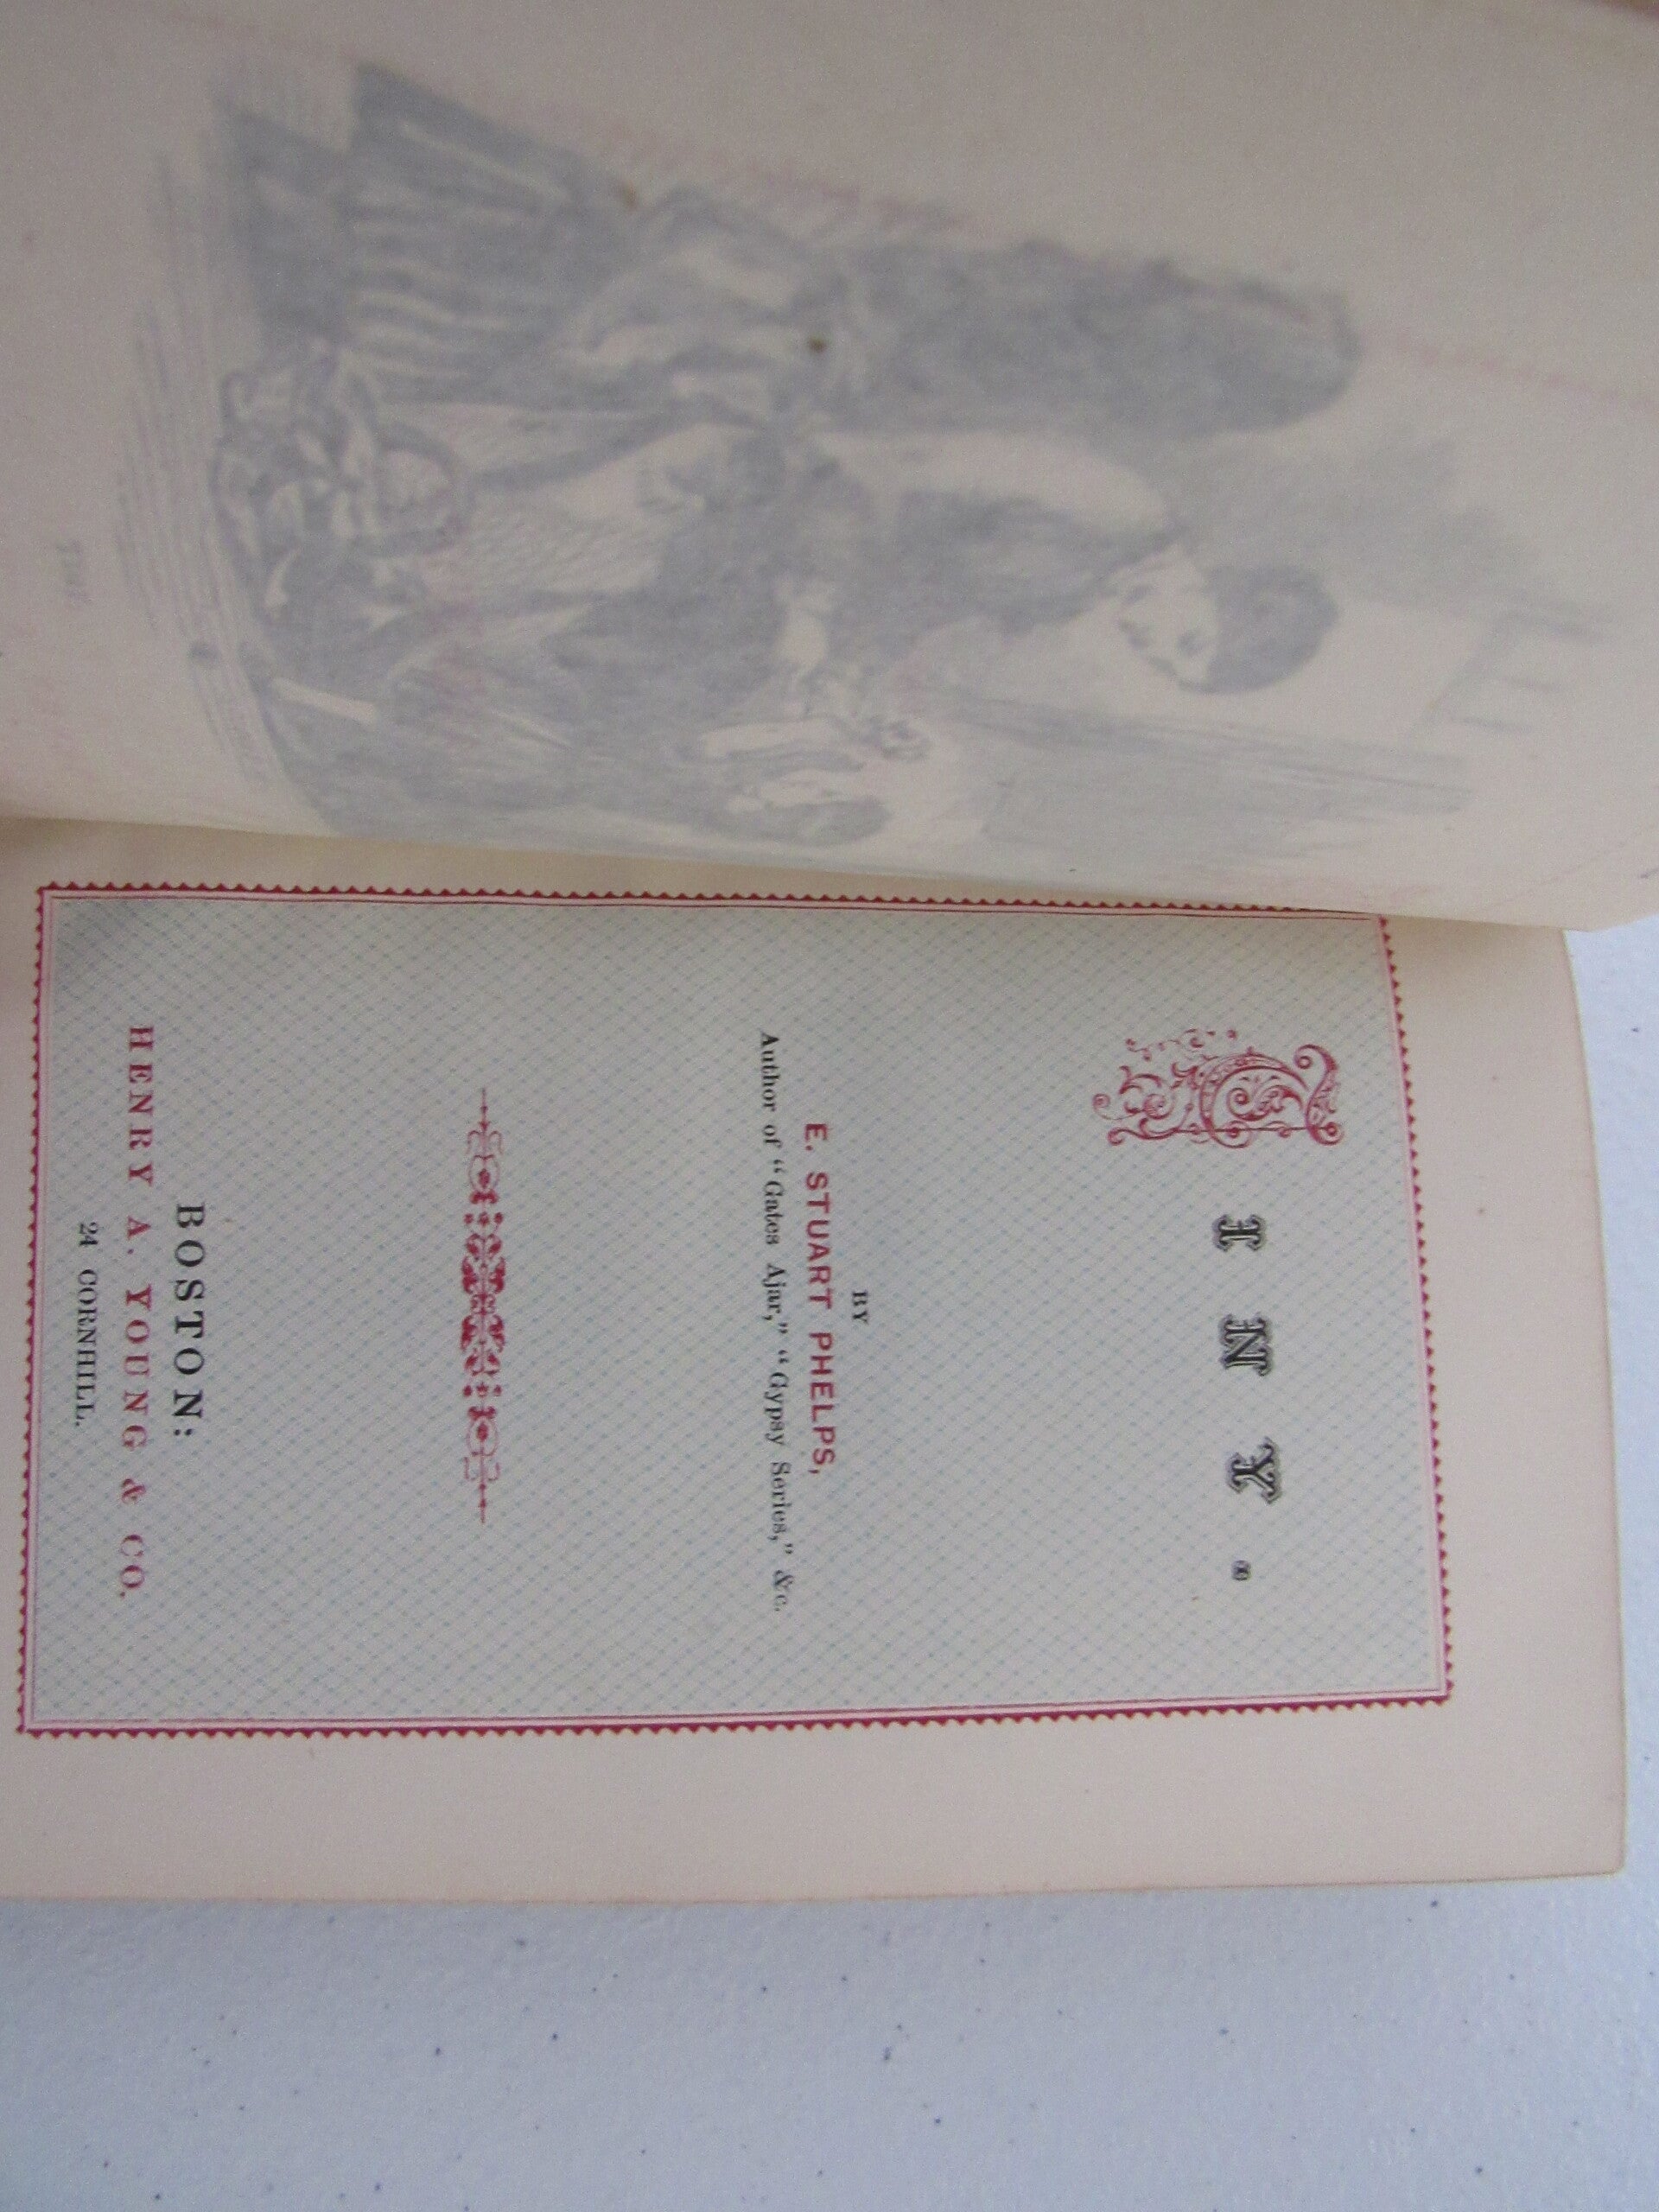 TINY.
BY
E. STUART PHELPS,
Author of "Gates Ajar," "Gypsy Series," &c.
BOSTON:
HENRY A. YOUNG & CO.
24 CORNHILL.